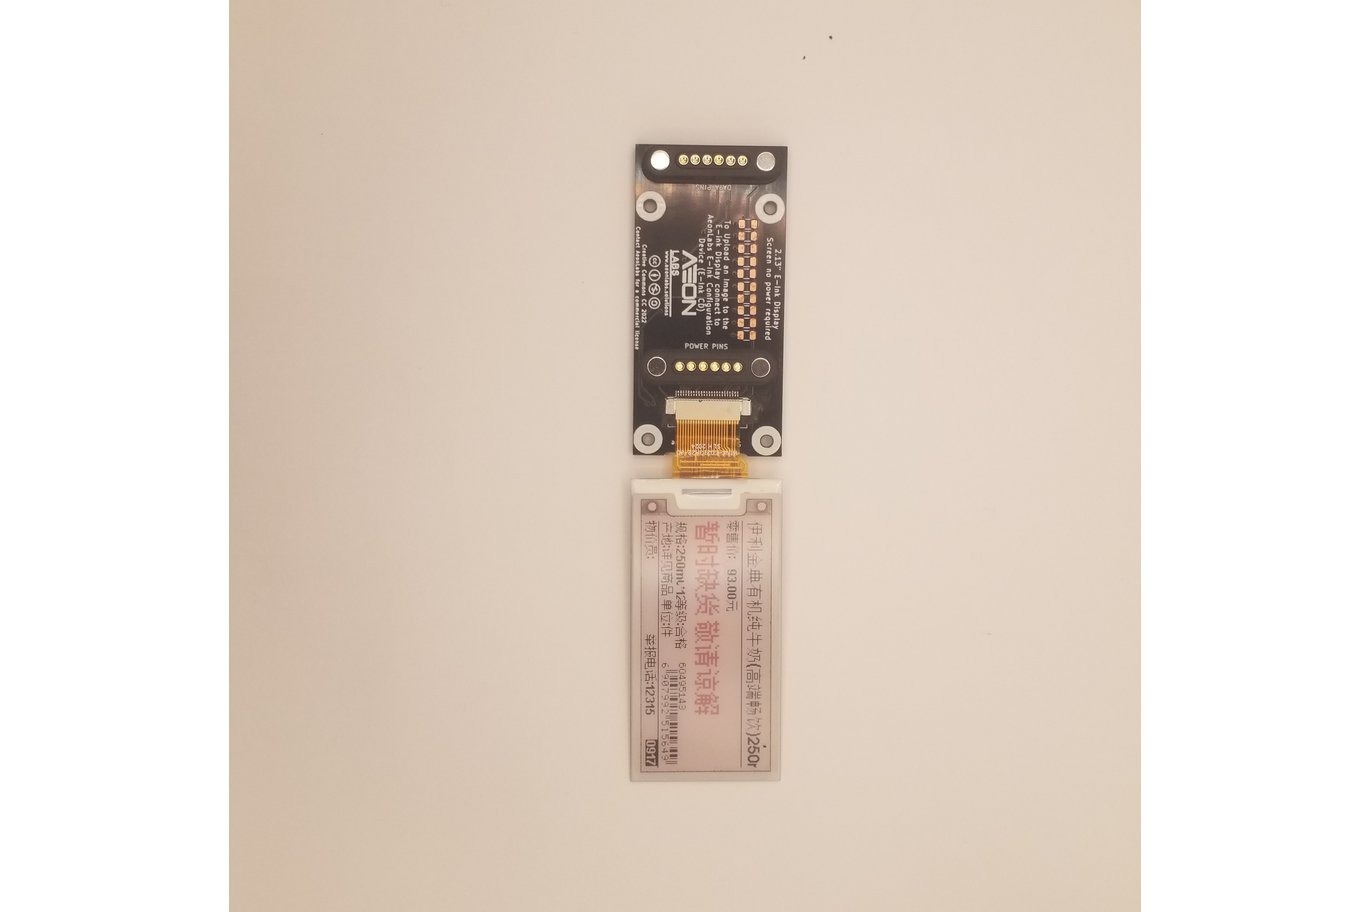 2.13" E-Ink Display
Screen no power required
To Upload an Image to the
E-Ink Display connect to
AeonLabs E-Ink Configuration
Device (E-Ink CD)
AEON
LABS
www.aeonlabs.solutions
Creative Commons CC 2022
Contact AeonLabs for a commercial license
POWER PINS
伊利金典有机纯牛奶(高端畅饮)250m
零售价: 93.00元
暂时缺货 敬请谅解
规格:250mL*12等级:合格 60495143
产地:详见商品 单位:件 6 907992 515649
物价员: 举报电话:12315 0917